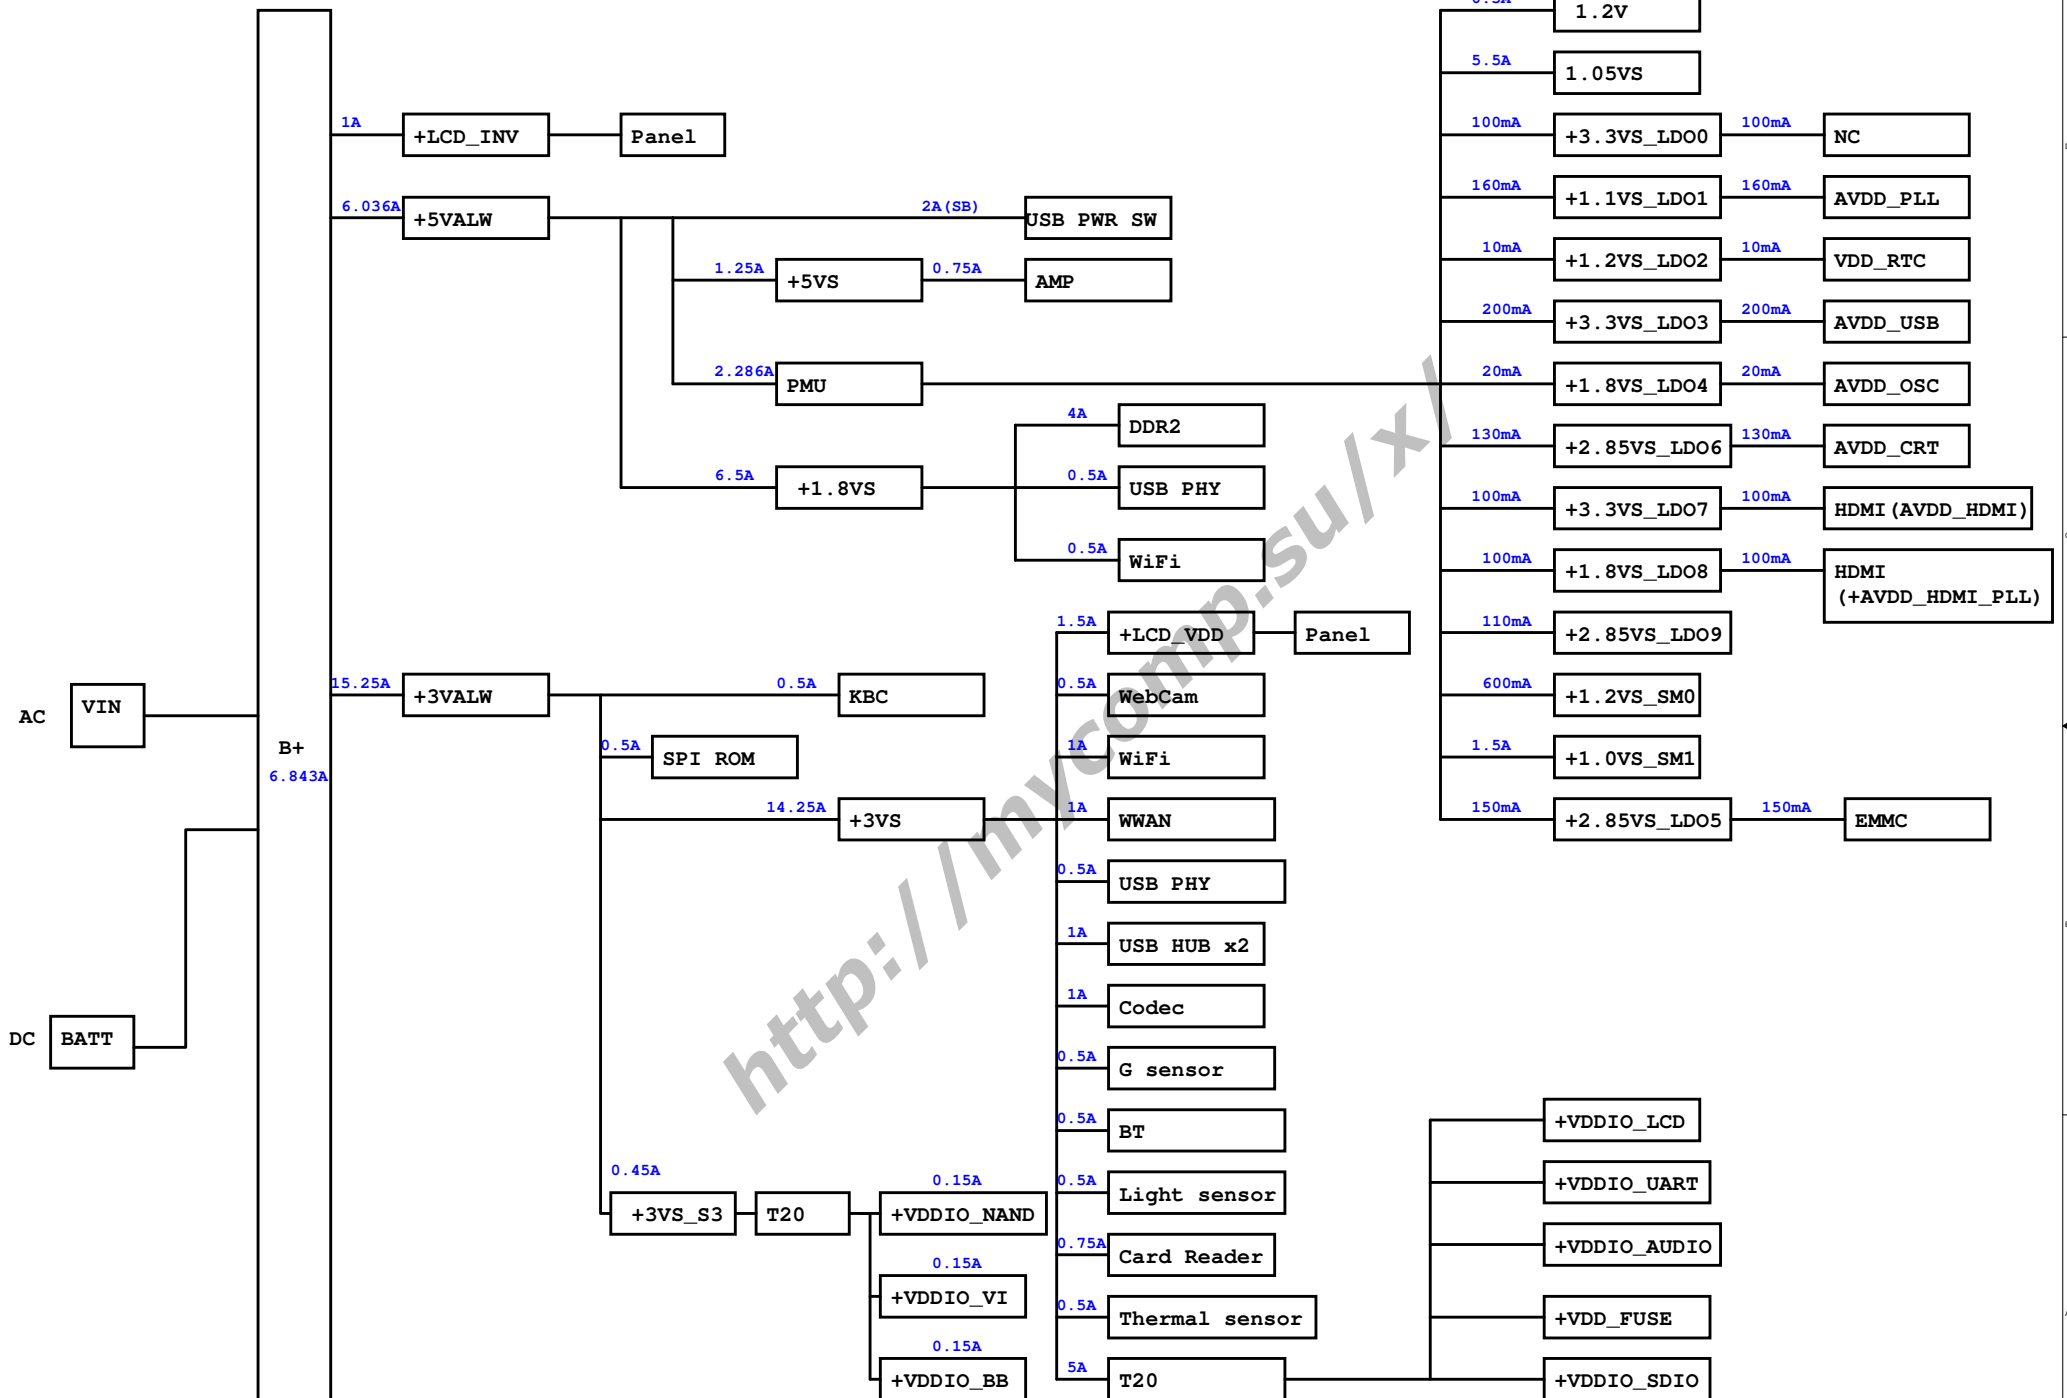 1.2V
5.5A
1.05VS
1A
+LCD_INV
Panel
100mA
+3.3VS_LDO0
100mA
NC
6.036A
+5VALW
2A(SB)
USB PWR SW
160mA
+1.1VS_LDO1
160mA
AVDD_PLL
1.25A
+5VS
0.75A
AMP
10mA
+1.2VS_LDO2
10mA
VDD_RTC
200mA
+3.3VS_LDO3
200mA
AVDD_USB
2.286A
PMU
20mA
+1.8VS_LDO4
20mA
AVDD_OSC
4A
DDR2
130mA
+2.85VS_LDO6
130mA
AVDD_CRT
6.5A
+1.8VS
0.5A
USB PHY
100mA
+3.3VS_LDO7
100mA
HDMI(AVDD_HDMI)
0.5A
WiFi
100mA
+1.8VS_LDO8
100mA
HDMI
(+AVDD_HDMI_PLL)
1.5A
+LCD_VDD
Panel
110mA
+2.85VS_LDO9
15.25A
+3VALW
0.5A
KBC
0.5A
WebCam
600mA
+1.2VS_SM0
AC
VIN
B+
6.843A
0.5A
SPI ROM
1A
WiFi
1.5A
+1.0VS_SM1
14.25A
+3VS
1A
WWAN
150mA
+2.85VS_LDO5
150mA
EMMC
0.5A
USB PHY
1A
USB HUB x2
1A
Codec
DC
BATT
0.5A
G sensor
0.5A
BT
+VDDIO_LCD
0.45A
+3VS_S3
T20
0.15A
+VDDIO_NAND
0.5A
Light sensor
+VDDIO_UART
0.75A
Card Reader
+VDDIO_AUDIO
0.15A
+VDDIO_VI
0.5A
Thermal sensor
+VDD_FUSE
0.15A
+VDDIO_BB
5A
T20
+VDDIO_SDIO
http://mycomp.su/x/